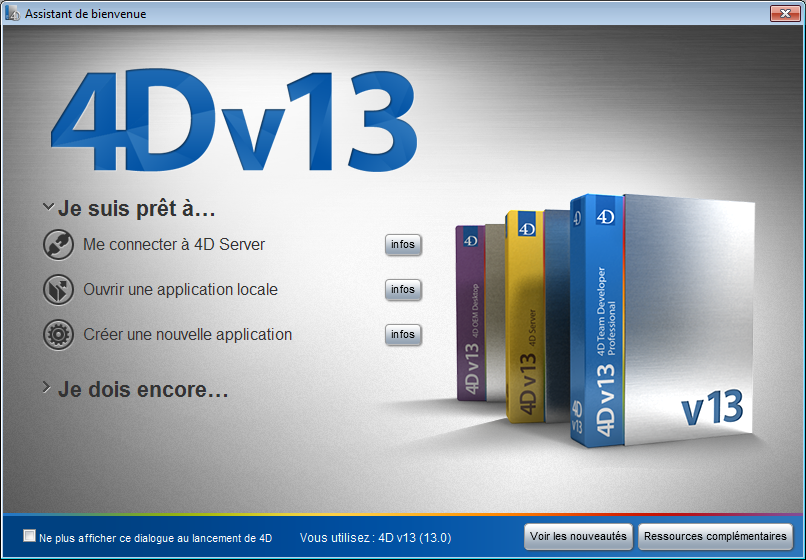 Assistant de bienvenue
4Dv13
Je suis prêt à...
Me connecter à 4D Server
infos
Ouvrir une application locale
infos
Créer une nouvelle application
infos
Je dois encore...
4D
4D v13 4D OEM Desktop
4D
4D v13 4D Server
4D
4D
4D v13 4D Team Developer
Professional
4D
v13
v13
Ne plus afficher ce dialogue au lancement de 4D
Vous utilisez : 4D v13 (13.0)
Voir les nouveautés
Ressources complémentaires